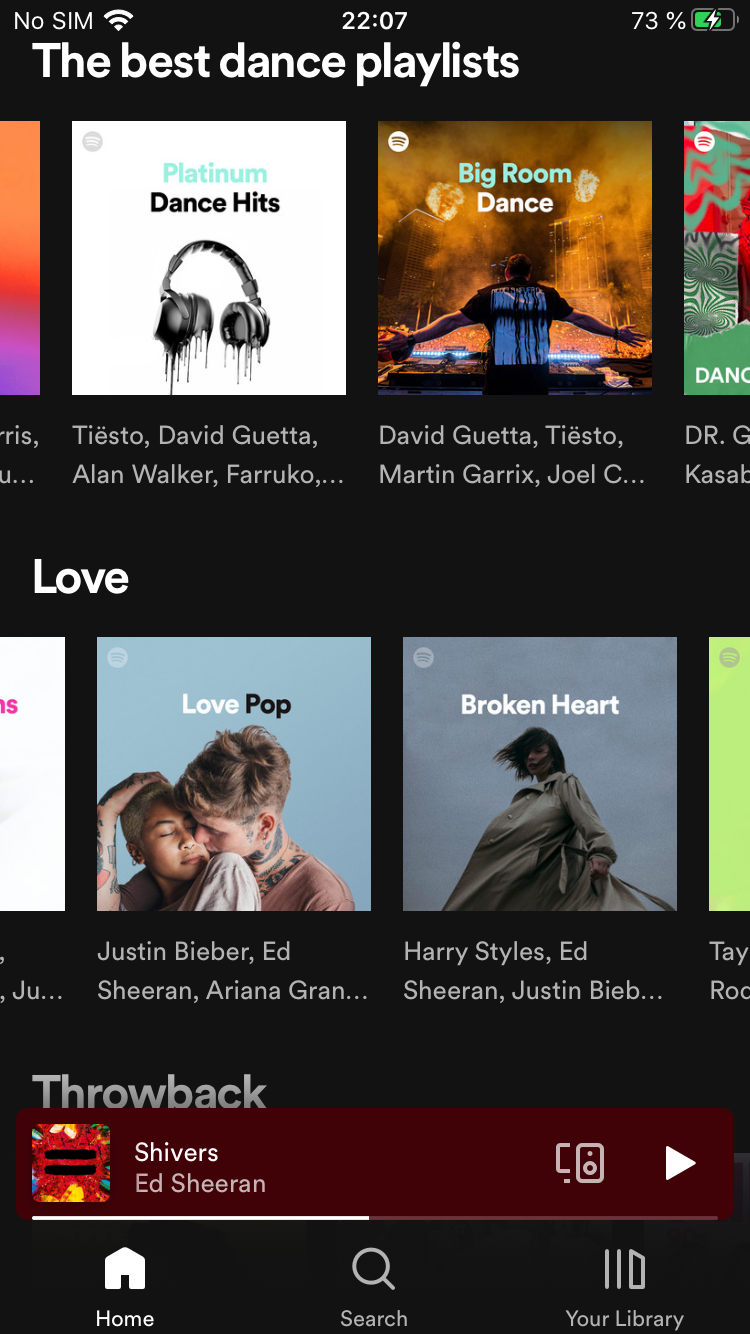 No SIM 22:07 73 %
The best dance playlists
Platinum
Dance Hits
Big Room
Dance
DANC
rris,
u...
Tiësto, David Guetta,
Alan Walker, Farruko,...
David Guetta, Tiësto,
Martin Garrix, Joel C...
DR. G
Kasab
Love
ns
Love Pop
Broken Heart
,
, Ju...
Justin Bieber, Ed
Sheeran, Ariana Gran...
Harry Styles, Ed
Sheeran, Justin Bieb...
Tay
Roc
Throwback
Shivers
Ed Sheeran
Home Search Your Library